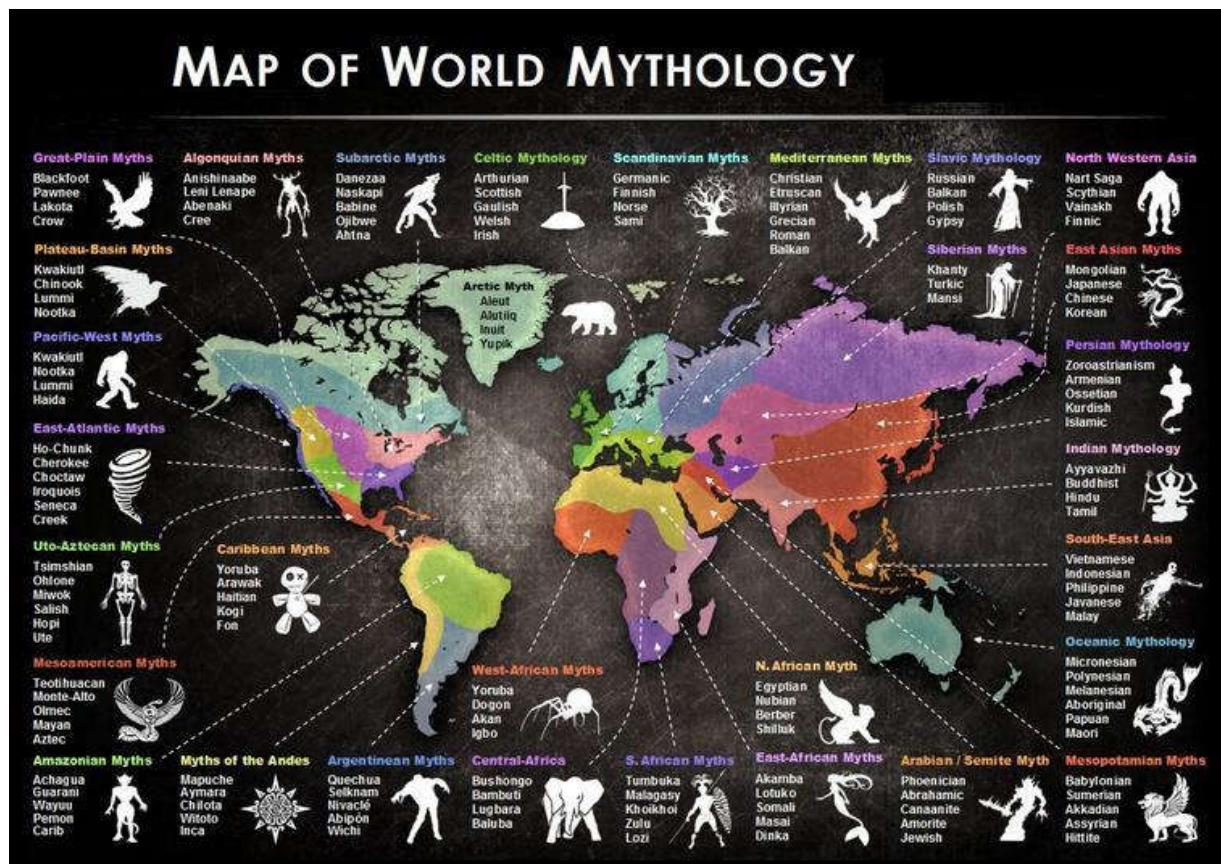 MAP OF WORLD MYTHOLOGY
Great-Plain Myths
Blackfoot
Pawnee
Lakota
Crow
Algonquian Myths
Anishinaabe
Leni Lenape
Abenaki
Cree
Subarctic Myths
Danezaa
Naskapi
Babine
Ojibwe
Ahtna
Celtic Mythology
Arthurian
Scottish
Gaulish
Welsh
Irish
Scandinavian Myths
Germanic
Finnish
Norse
Sami
Mediterranean Myths
Christian
Etruscan
Illyrian
Grecian
Roman
Balkan
Slavic Mythology
Russian
Balkan
Polish
Gypsy
North Western Asia
Nart Saga
Scythian
Vainakh
Finnic
Plateau-Basin Myths
Kwakiutl
Chinook
Lummi
Nootka
Arctic Myth
Aleut
Alutiiq
Inuit
Yupik
Siberian Myths
Khanty
Turkic
Mansi
East Asian Myths
Mongolian
Japanese
Chinese
Korean
Pacific-West Myths
Kwakiutl
Nootka
Lummi
Haida
Persian Mythology
Zoroastrianism
Armenian
Ossetian
Kurdish
Islamic
East-Atlantic Myths
Ho-Chunk
Cherokee
Choctaw
Iroquois
Seneca
Creek
Indian Mythology
Ayyavazhi
Buddhist
Hindu
Tamil
Uto-Aztecan Myths
Tsimshian
Ohlone
Miwok
Salish
Hopi
Ute
Caribbean Myths
Yoruba
Arawak
Haitian
Kogi
Fon
South-East Asia
Vietnamese
Indonesian
Philippine
Javanese
Malay
Mesoamerican Myths
Teotihuacan
Monte-Alto
Olmec
Mayan
Aztec
West-African Myths
Yoruba
Dogon
Akan
Igbo
N. African Myth
Egyptian
Nubian
Berber
Shilluk
Oceanic Mythology
Micronesian
Polynesian
Melanesian
Aboriginal
Papuan
Maori
Amazonian Myths
Achagua
Guarani
Wayuu
Pemon
Carib
Myths of the Andes
Mapuche
Aymara
Chilota
Witoto
Inca
Argentinean Myths
Quechua
Selknam
Nivaclé
Abipón
Wichi
Central-Africa
Bushongo
Bambuti
Lugbara
Baluba
S. African Myths
Tumbuka
Malagasy
Khoikhoi
Zulu
Lozi
East-African Myths
Akamba
Lotuko
Somali
Masai
Dinka
Arabian / Semite Myth
Phoenician
Abrahamic
Canaanite
Amorite
Jewish
Mesopotamian Myths
Babylonian
Sumerian
Akkadian
Assyrian
Hittite